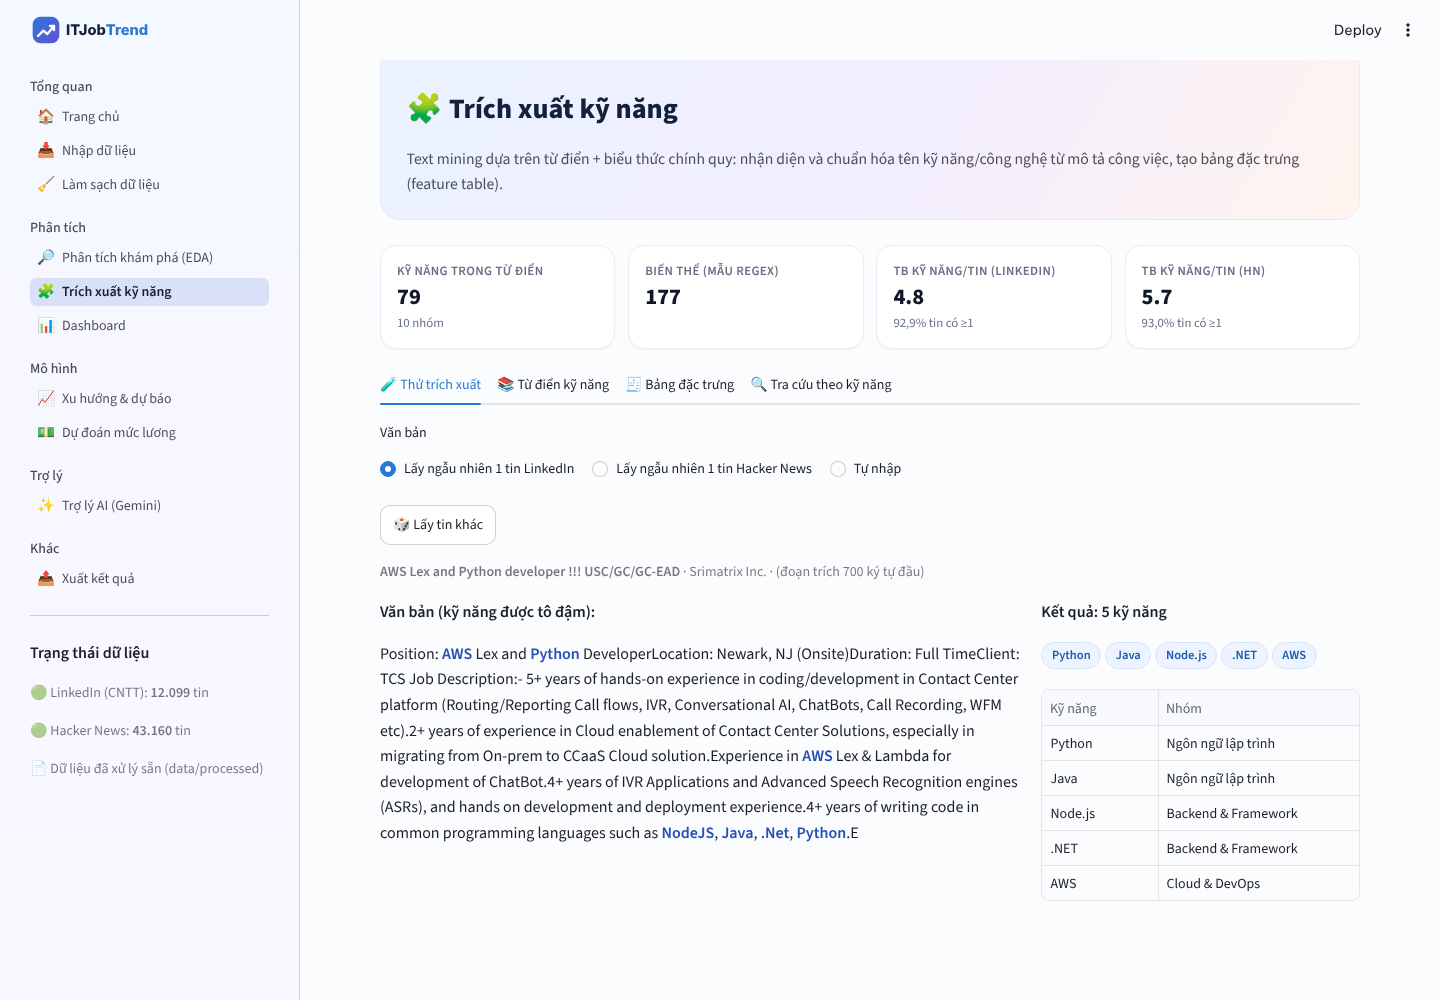 ITJobTrend
Deploy
Tổng quan
Trang chủ
Nhập dữ liệu
Làm sạch dữ liệu
Phân tích
Phân tích khám phá (EDA)
Trích xuất kỹ năng
Dashboard
Mô hình
Xu hướng & dự báo
Dự đoán mức lương
Trợ lý
Trợ lý AI (Gemini)
Khác
Xuất kết quả
Trạng thái dữ liệu
LinkedIn (CNTT): 12.099 tin
Hacker News: 43.160 tin
Dữ liệu đã xử lý sẵn (data/processed)
Trích xuất kỹ năng
Text mining dựa trên từ điển + biểu thức chính quy: nhận diện và chuẩn hóa tên kỹ năng/công nghệ từ mô tả công việc, tạo bảng đặc trưng
(feature table).
KỸ NĂNG TRONG TỪ ĐIỂN
79
10 nhóm
BIẾN THỂ (MẪU REGEX)
177
TB KỸ NĂNG/TIN (LINKEDIN)
4.8
92,9% tin có ≥1
TB KỸ NĂNG/TIN (HN)
5.7
93,0% tin có ≥1
Thử trích xuất
Từ điển kỹ năng
Bảng đặc trưng
Tra cứu theo kỹ năng
Văn bản
Lấy ngẫu nhiên 1 tin LinkedIn
Lấy ngẫu nhiên 1 tin Hacker News
Tự nhập
Lấy tin khác
AWS Lex and Python developer !!! USC/GC/GC-EAD · Srimatrix Inc. · (đoạn trích 700 ký tự đầu)
Văn bản (kỹ năng được tô đậm):
Position: AWS Lex and Python DeveloperLocation: Newark, NJ (Onsite)Duration: Full TimeClient:
TCS Job Description:- 5+ years of hands-on experience in coding/development in Contact Center
platform (Routing/Reporting Call flows, IVR, Conversational AI, ChatBots, Call Recording, WFM
etc).2+ years of experience in Cloud enablement of Contact Center Solutions, especially in
migrating from On-prem to CCaaS Cloud solution.Experience in AWS Lex & Lambda for
development of ChatBot.4+ years of IVR Applications and Advanced Speech Recognition engines
(ASRs), and hands on development and deployment experience.4+ years of writing code in
common programming languages such as NodeJS, Java, .Net, Python.E
Kết quả: 5 kỹ năng
Python Java Node.js .NET AWS
Kỹ năng Nhóm
Python Ngôn ngữ lập trình
Java Ngôn ngữ lập trình
Node.js Backend & Framework
.NET Backend & Framework
AWS Cloud & DevOps